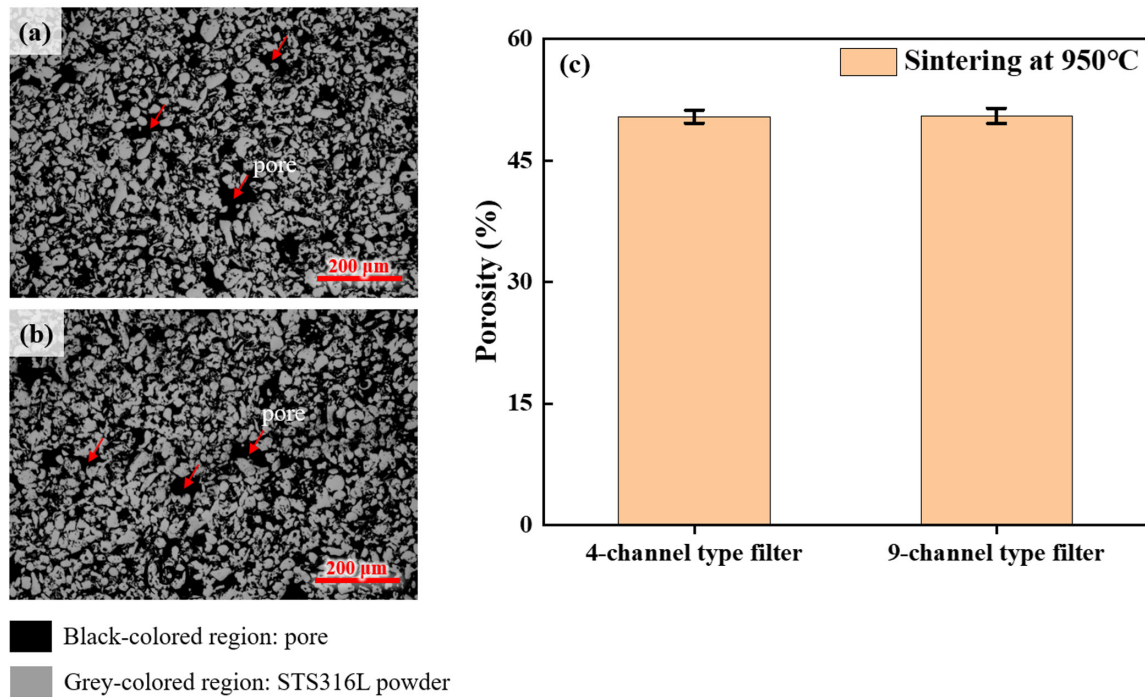 (a)
pore
200 μm
(b)
pore
200 μm
Black-colored region: pore
Grey-colored region: STS316L powder
(c)
Sintering at 950°C
Porosity (%)
60
45
30
15
0
4-channel type filter
9-channel type filter